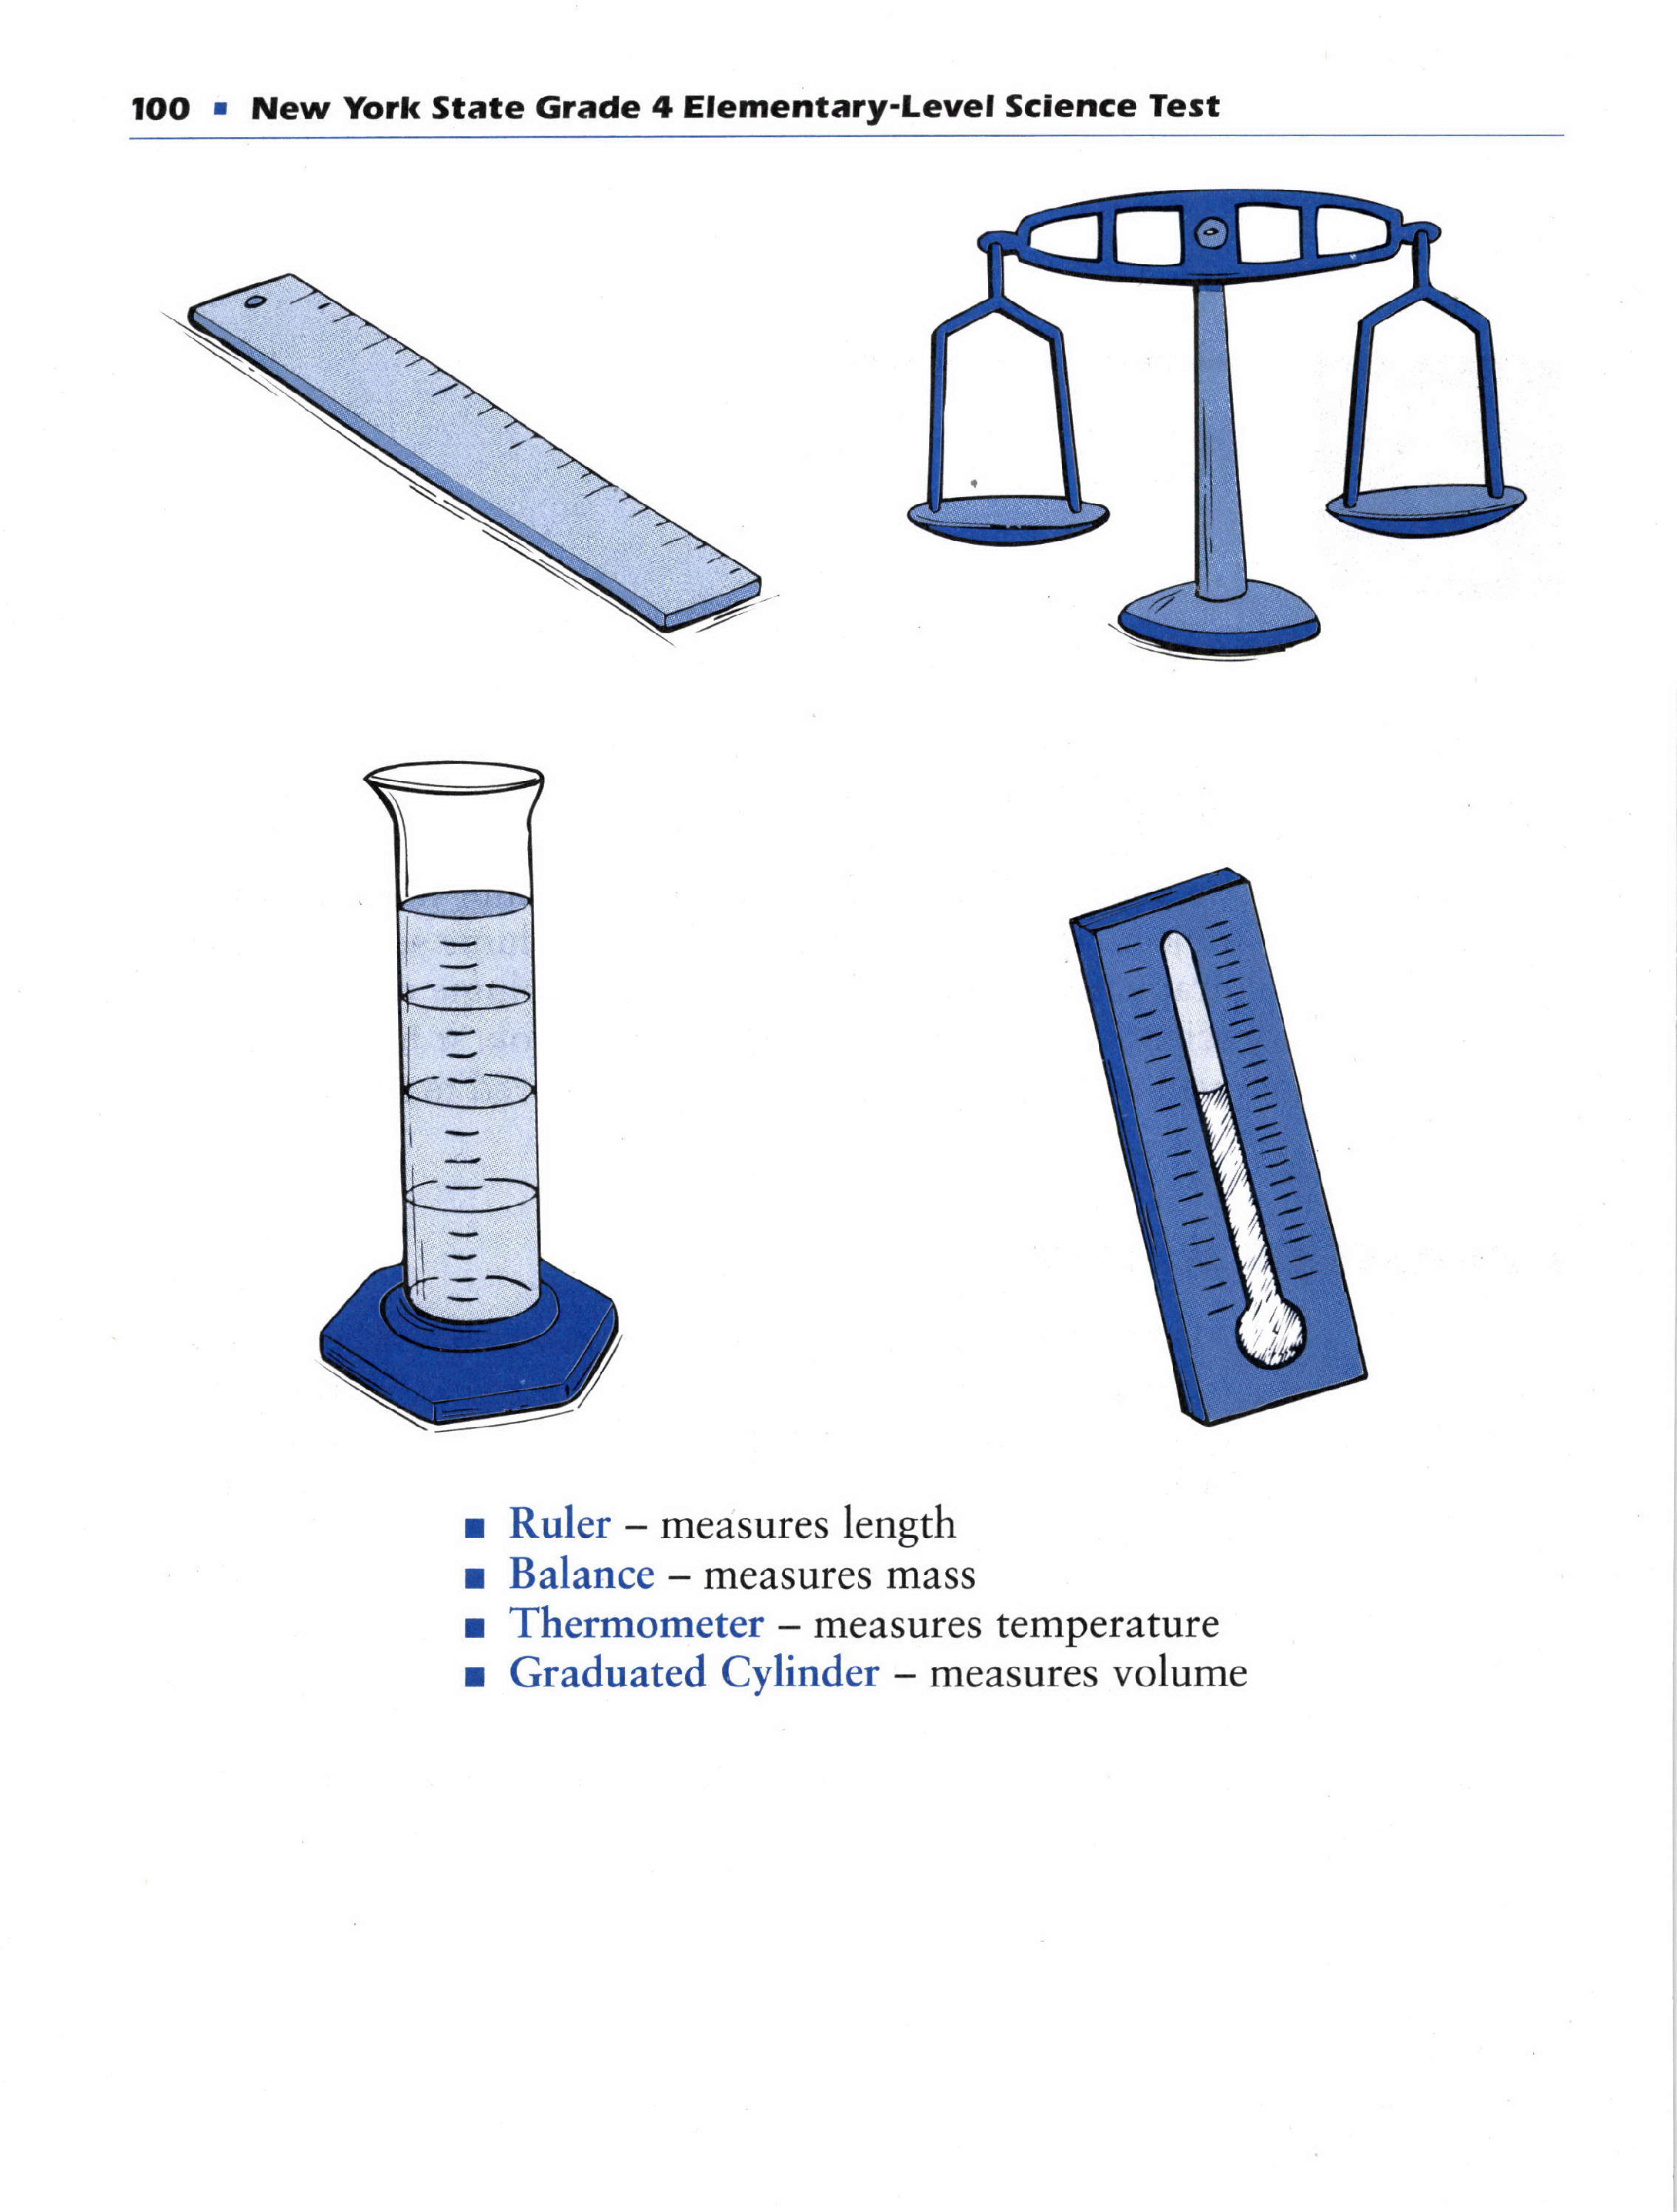 100 ■ New York State Grade 4 Elementary-Level Science Test
■ Ruler – measures length
■ Balance – measures mass
■ Thermometer – measures temperature
■ Graduated Cylinder – measures volume